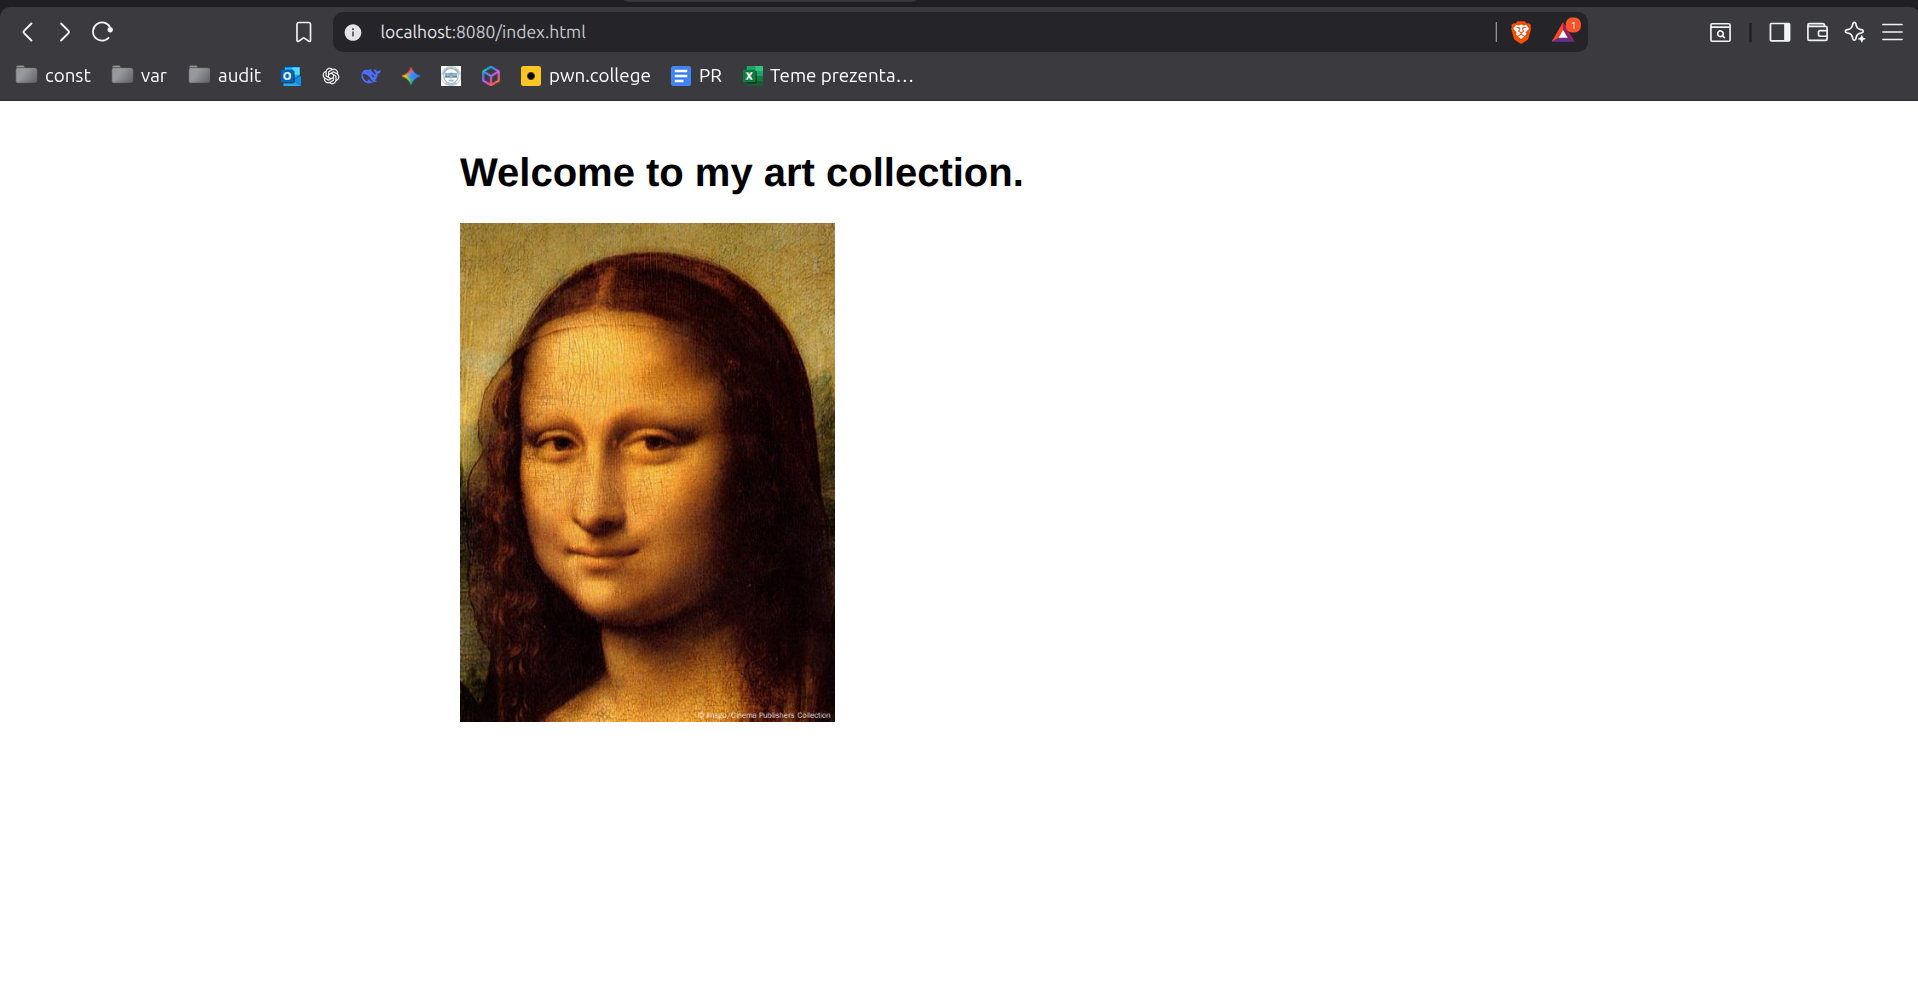 localhost:8080/index.html
1
const var audit pwn.college PR Teme prezenta...
Welcome to my art collection.
© Imago, Cinema Publishers Collection